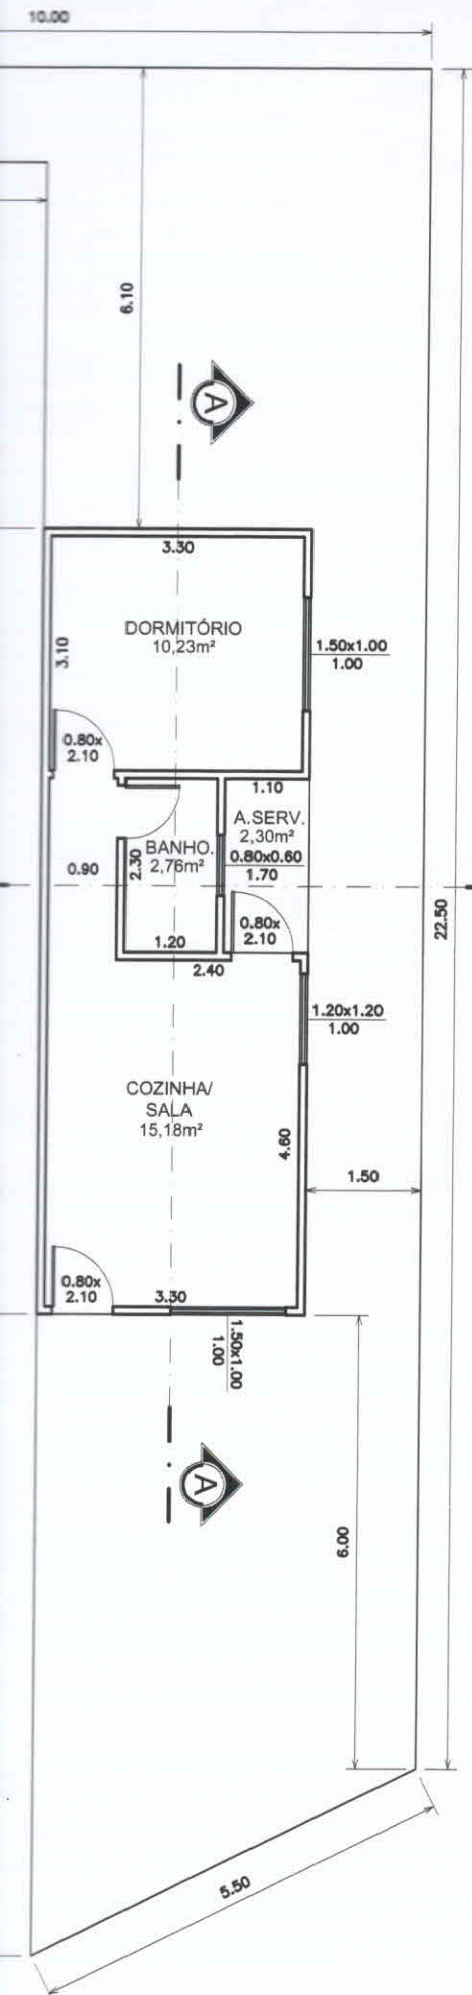 10.00
6.10
A
3.30
DORMITÓRIO
10,23m²
3.10
1.50x1.00
1.00
0.80x
2.10
1.10
A.SERV.
2,30m²
BANHO.
2,76m²
2.30
0.80x0.60
1.70
0.90
0.80x
2.10
1.20
2.40
22.50
1.20x1.20
1.00
COZINHA/
SALA
15,18m²
4.60
1.50
0.80x
2.10
3.30
1.50x1.00
1.00
A
6.00
5.50